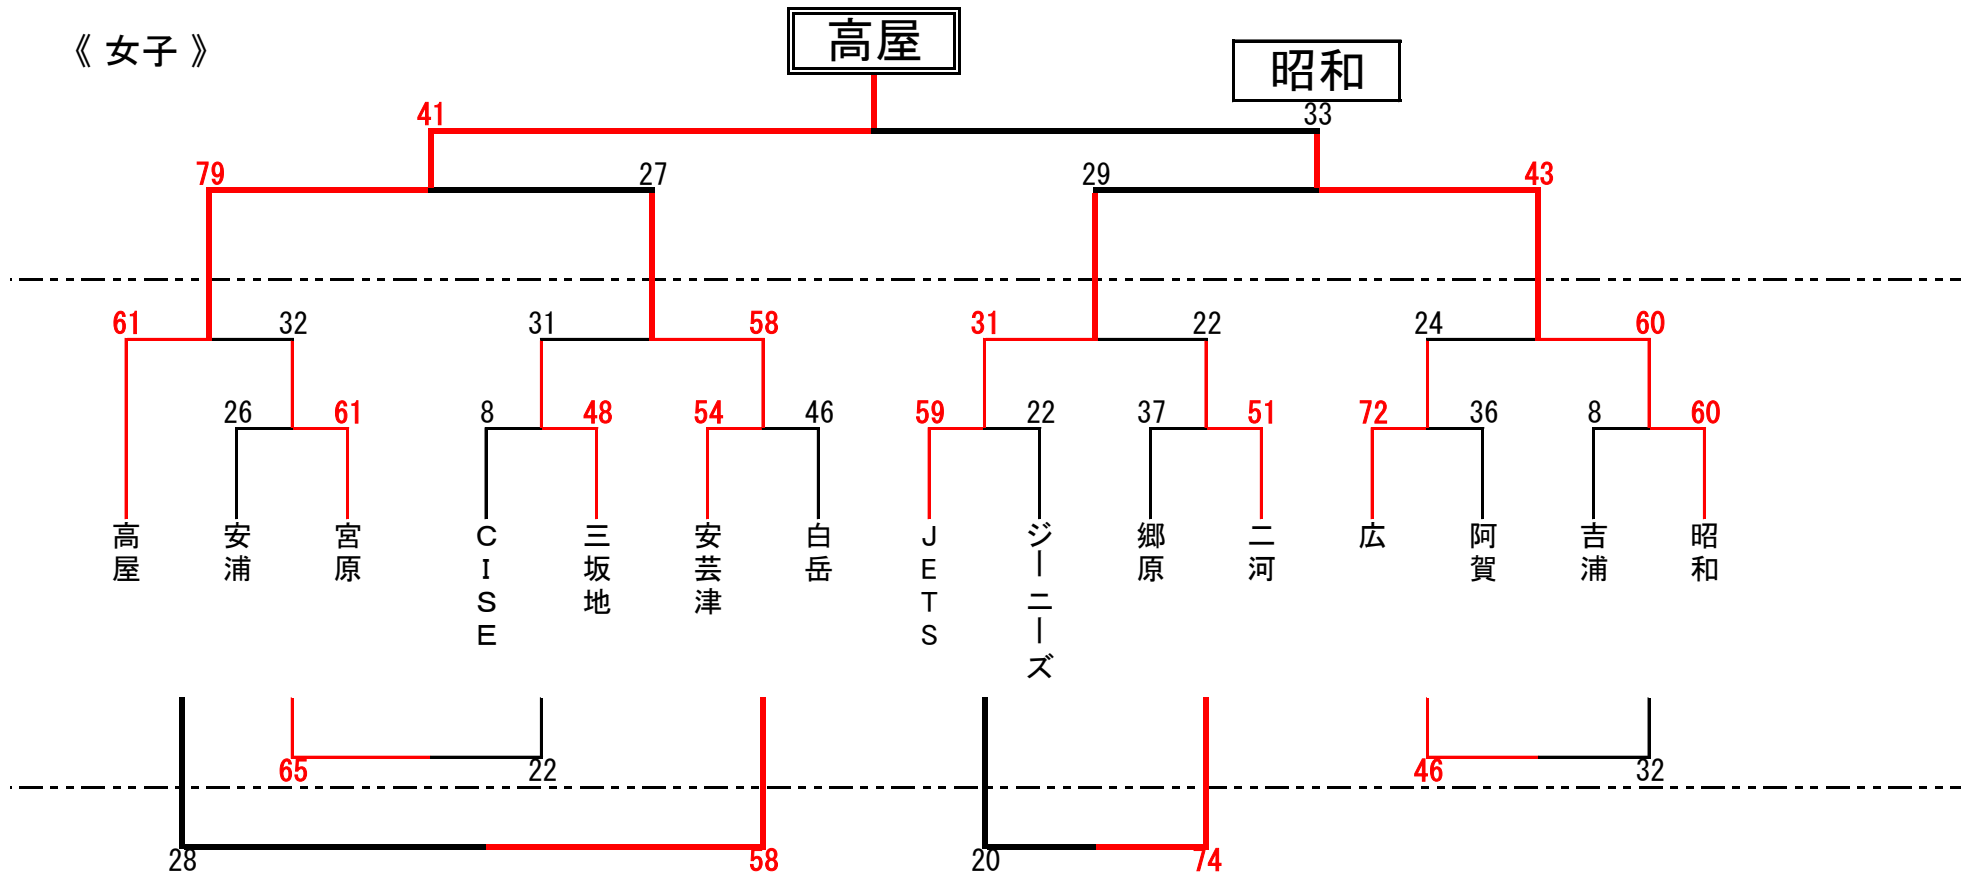 《 女子 》
高屋
昭和
41 33
79 27 29 43
61 32 31 58 31 22 24 60
26 61 8 48 54 46 59 22 37 51 72 36 8 60
高屋
安浦
宮原
ＣＩＳＥ
三坂地
安芸津
白岳
ＪＥＴＳ
ジーニーズ
郷原
二河
広
阿賀
吉浦
昭和
65 22 46 32
28 58 20 74